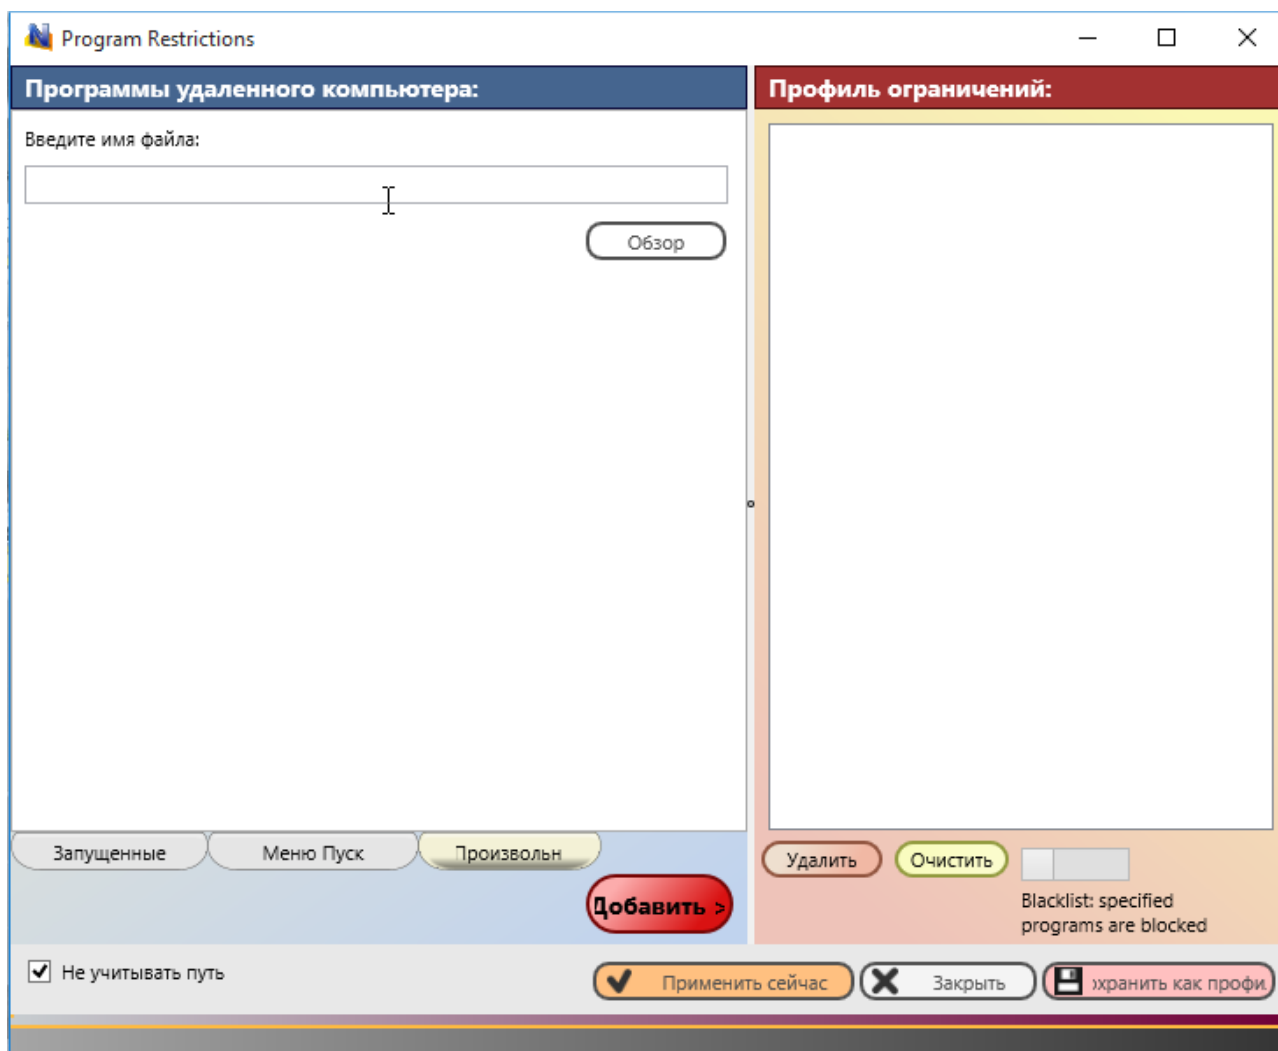 Program Restrictions
Программы удаленного компьютера:
Профиль ограничений:
Введите имя файла:
Обзор
Запущенные
Меню Пуск
Произвольн
Добавить >
Удалить
Очистить
Blacklist: specified
programs are blocked
Не учитывать путь
Применить сейчас
Закрыть
охранить как профи